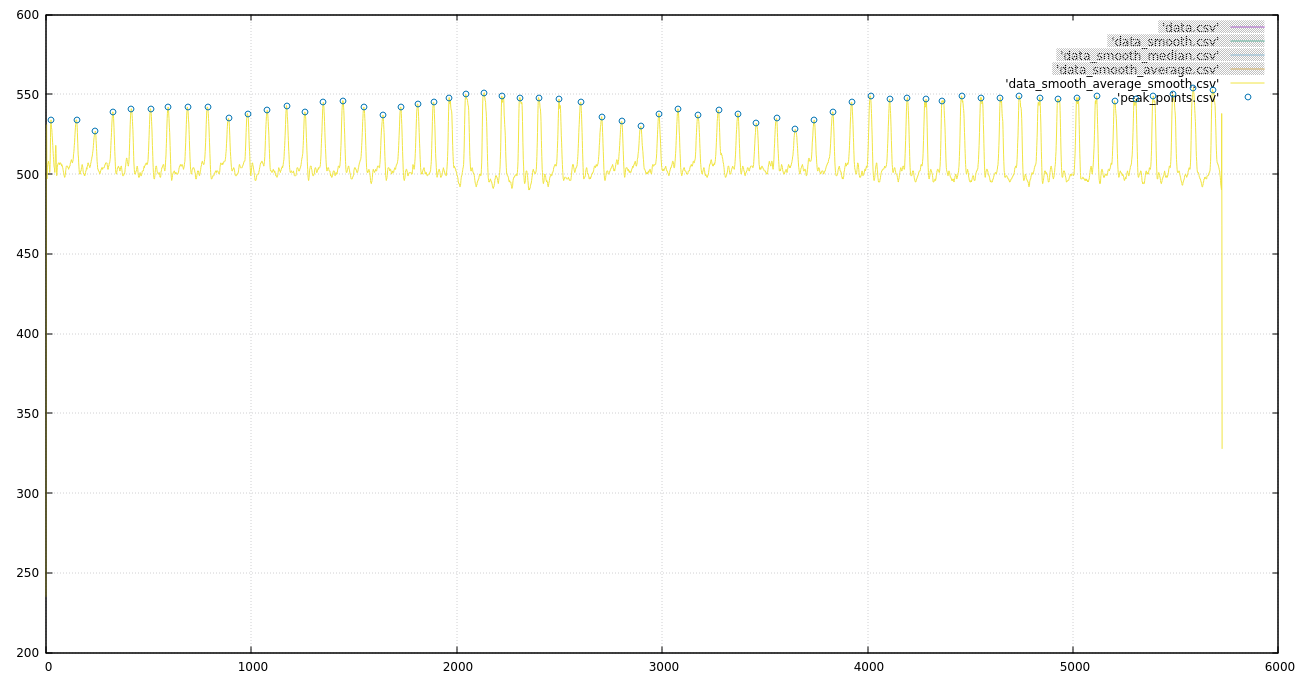 600
550
500
450
400
350
300
250
200
0 1000 2000 3000 4000 5000 6000
'data.csv'
'data_smooth.csv'
'data_smooth_median.csv'
'data_smooth_average.csv'
'data_smooth_average_smooth.csv'
'peak_points.csv'